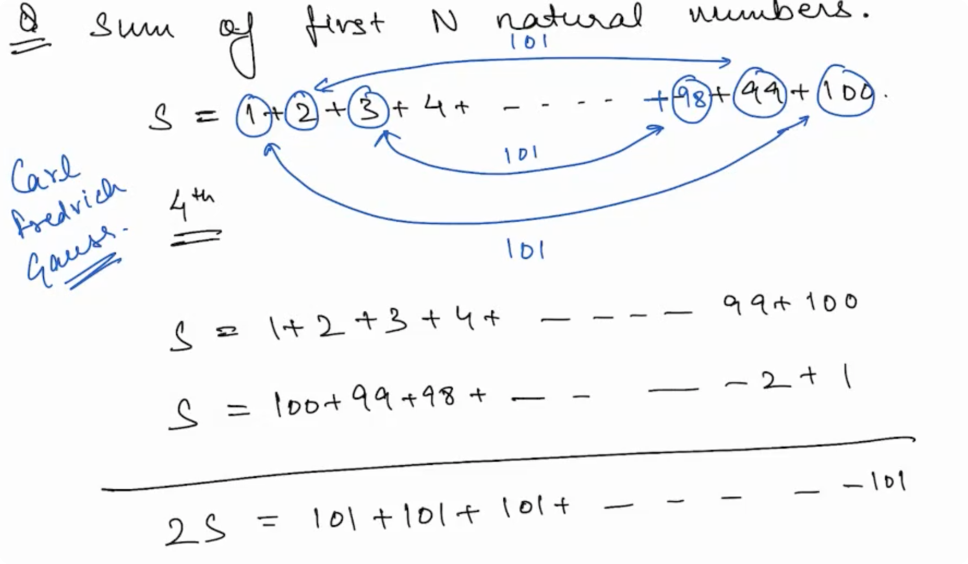 Q Sum of first N natural numbers.
101
S = 1+2+3+4+ - - - - - +98+99+100.
101
Carl
Fredrich
Gauss.
4th
101
S = 1+2+3+4+ - - - - 99+100
S = 100+99+98+ - - - - 2+1
2S = 101+101+101+ - - - - -101